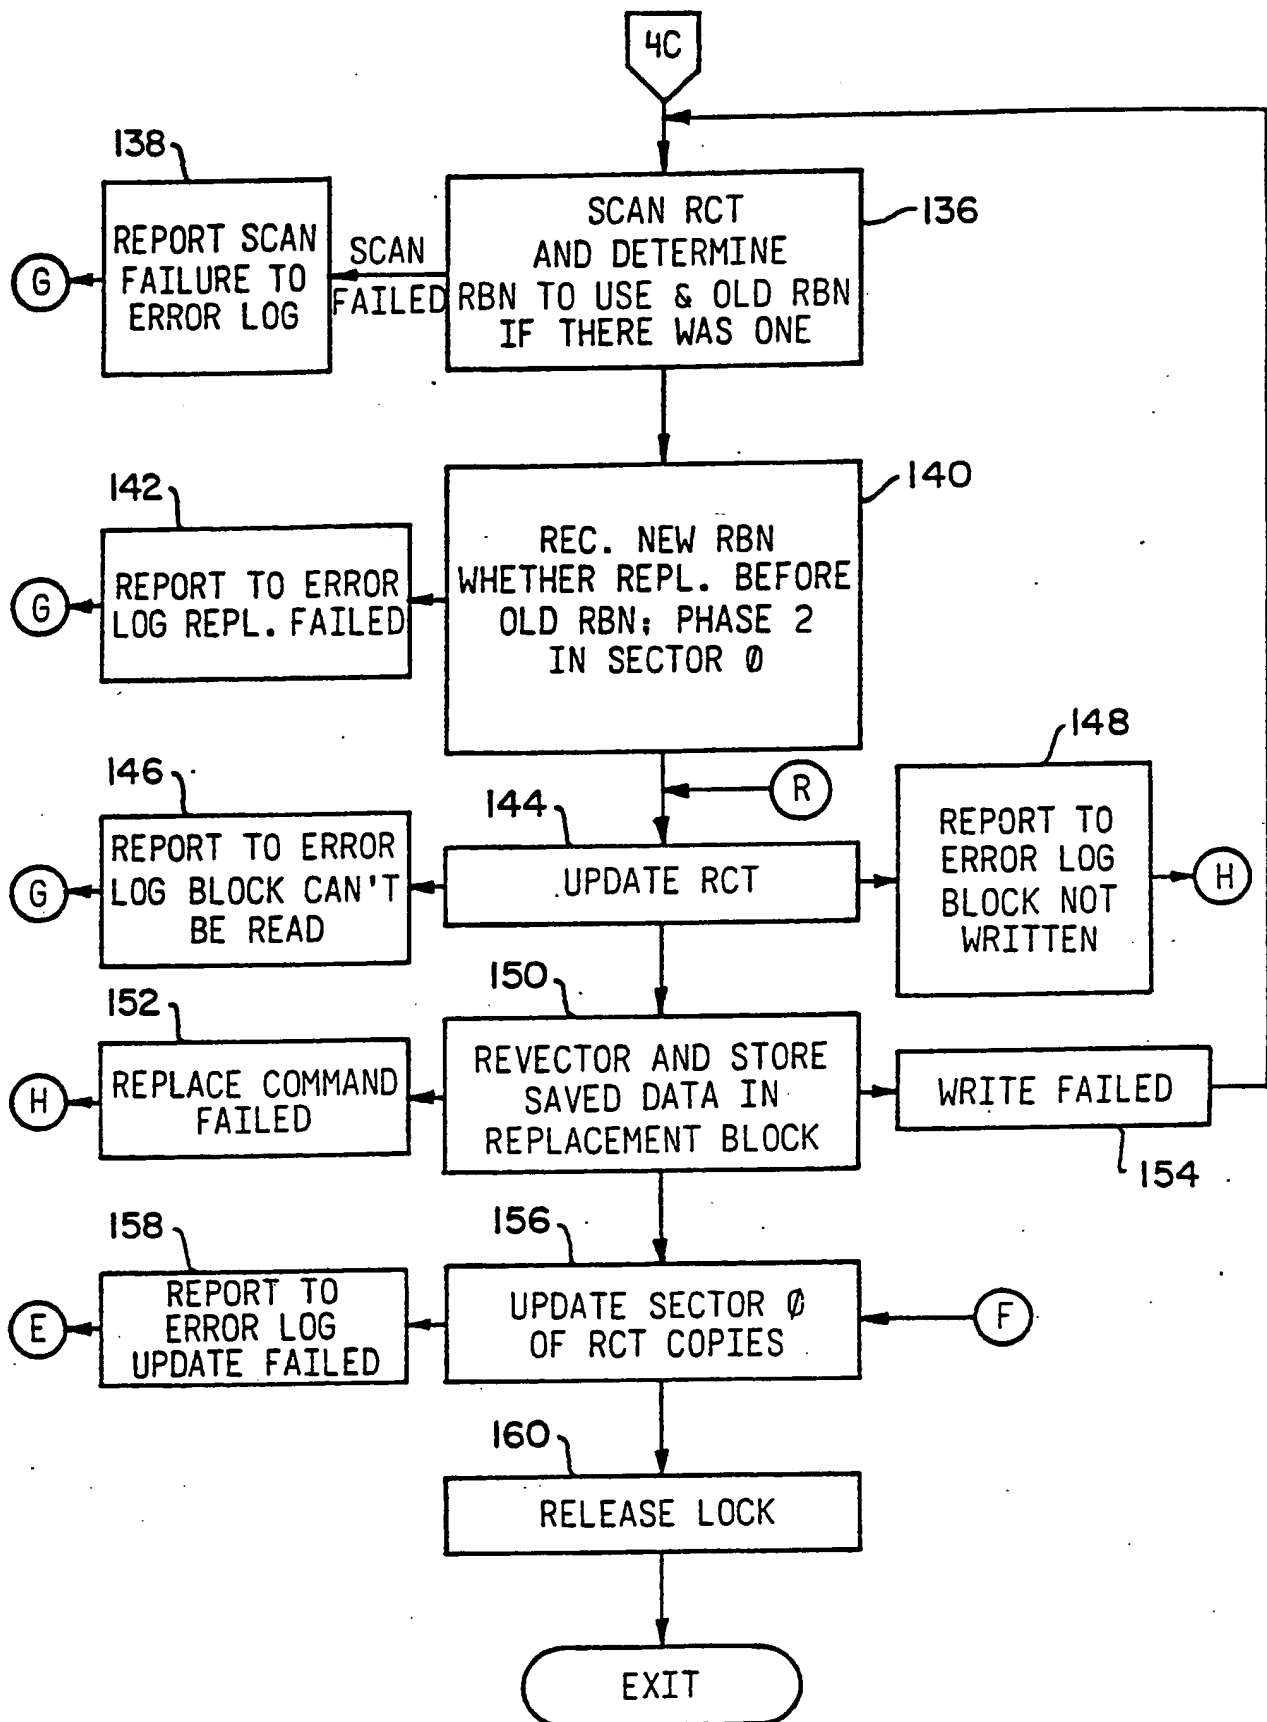 4C
138
REPORT SCAN
FAILURE TO
ERROR LOG
G
SCAN
FAILED
SCAN RCT
AND DETERMINE
RBN TO USE & OLD RBN
IF THERE WAS ONE
136
142
REPORT TO ERROR
LOG REPL. FAILED
G
REC. NEW RBN
WHETHER REPL. BEFORE
OLD RBN; PHASE 2
IN SECTOR Ø
140
R
146
REPORT TO ERROR
LOG BLOCK CAN'T
BE READ
G
144
UPDATE RCT
148
REPORT TO
ERROR LOG
BLOCK NOT
WRITTEN
H
152
REPLACE COMMAND
FAILED
H
150
REVECTOR AND STORE
SAVED DATA IN
REPLACEMENT BLOCK
WRITE FAILED
154
158
REPORT TO
ERROR LOG
UPDATE FAILED
E
156
UPDATE SECTOR Ø
OF RCT COPIES
F
160
RELEASE LOCK
EXIT